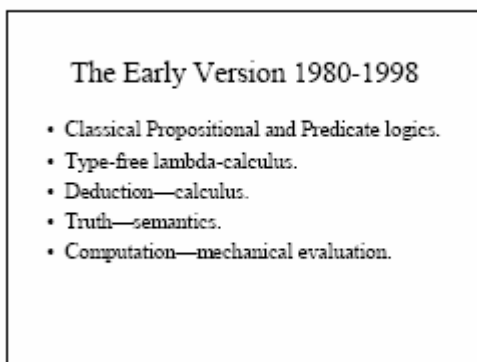 The Early Version 1980-1998
• Classical Propositional and Predicate logics.
• Type-free lambda-calculus.
• Deduction—calculus.
• Truth—semantics.
• Computation—mechanical evaluation.